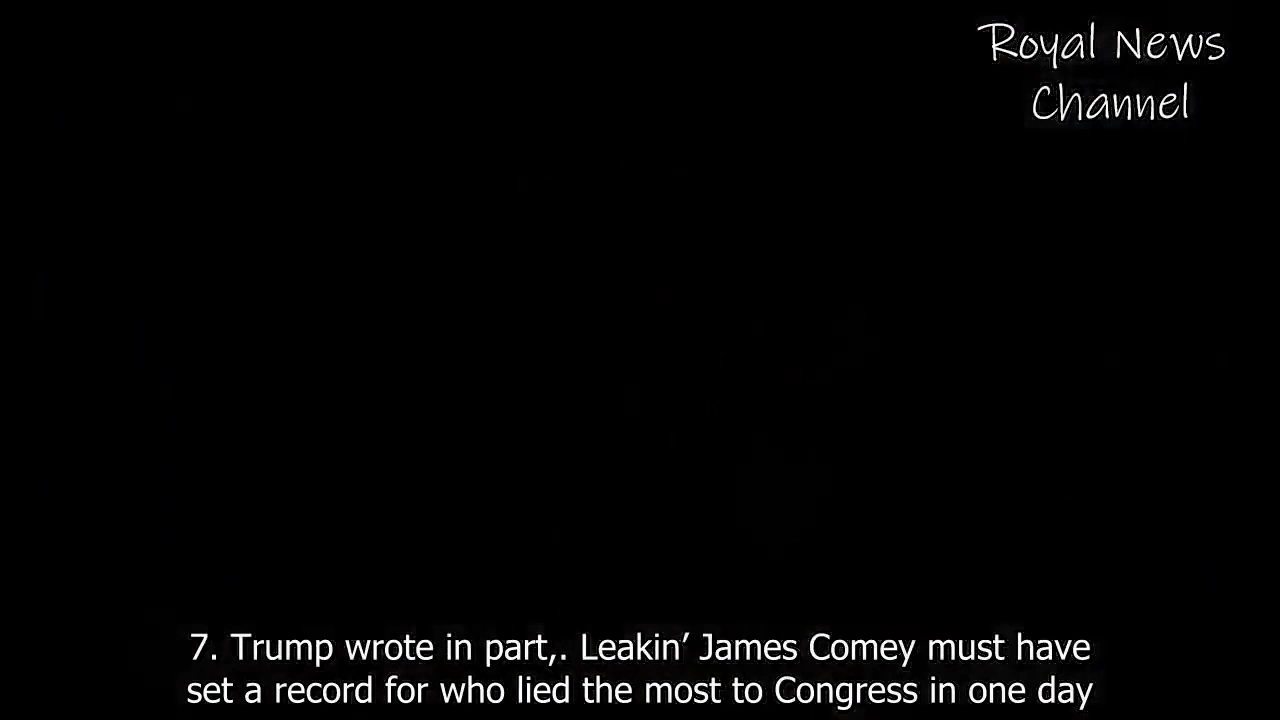 Royal News
Channel
7. Trump wrote in part,. Leakin’ James Comey must have
set a record for who lied the most to Congress in one day